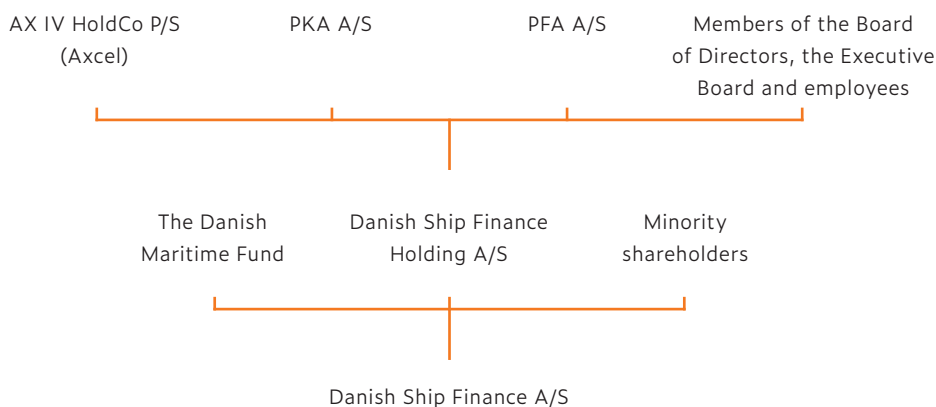 AX IV HoldCo P/S
(Axcel)
PKA A/S
PFA A/S
Members of the Board
of Directors, the Executive
Board and employees
The Danish
Maritime Fund
Danish Ship Finance
Holding A/S
Minority
shareholders
Danish Ship Finance A/S